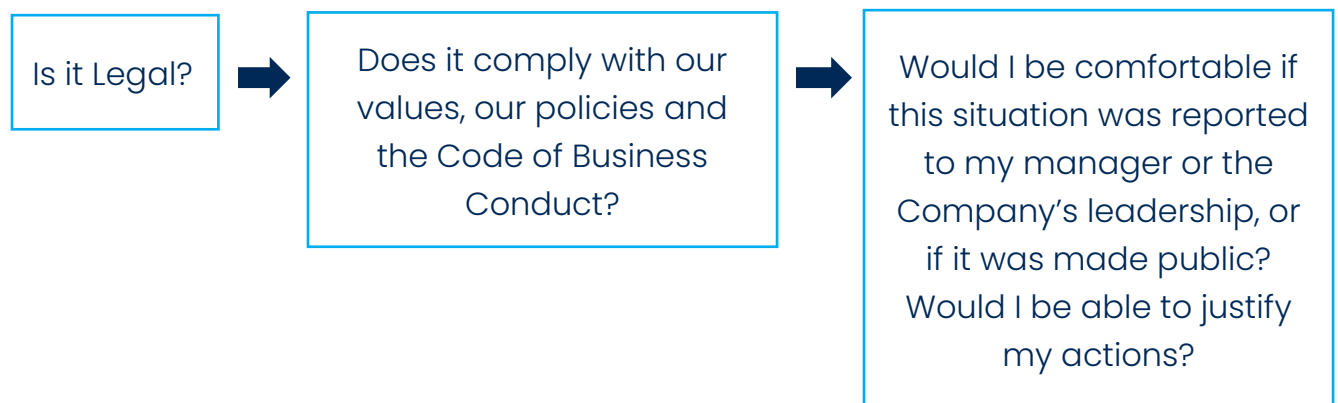 Is it Legal?
Does it comply with our
values, our policies and
the Code of Business
Conduct?
Would I be comfortable if
this situation was reported
to my manager or the
Company’s leadership, or
if it was made public?
Would I be able to justify
my actions?